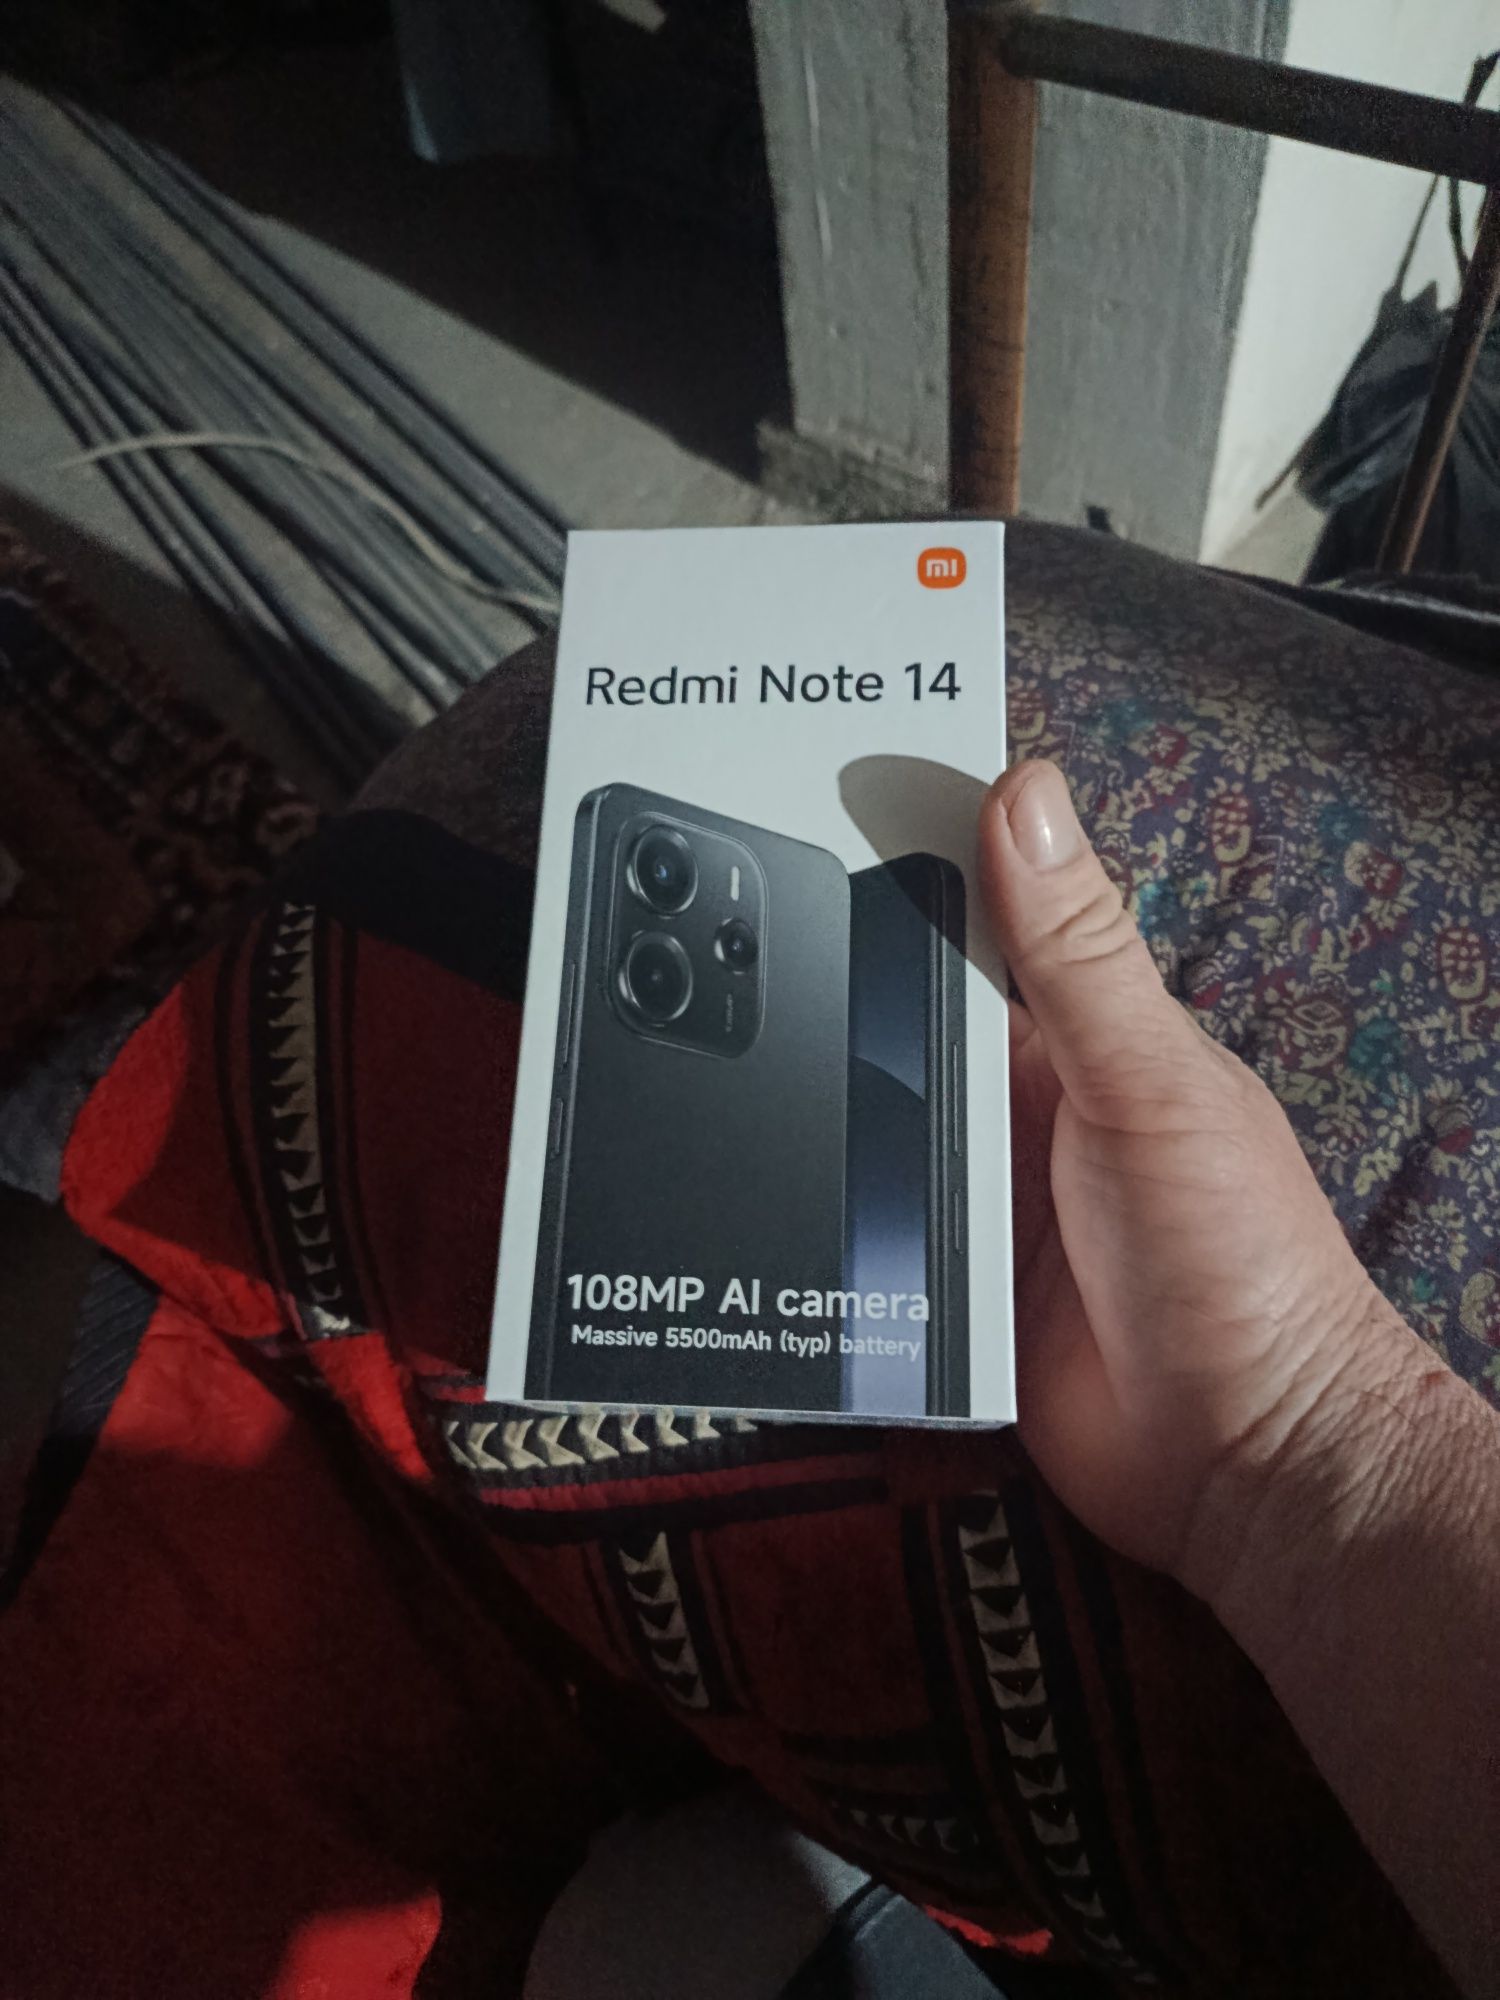 mi
Redmi Note 14
108MP AI camera
Massive 5500mAh (typ) battery